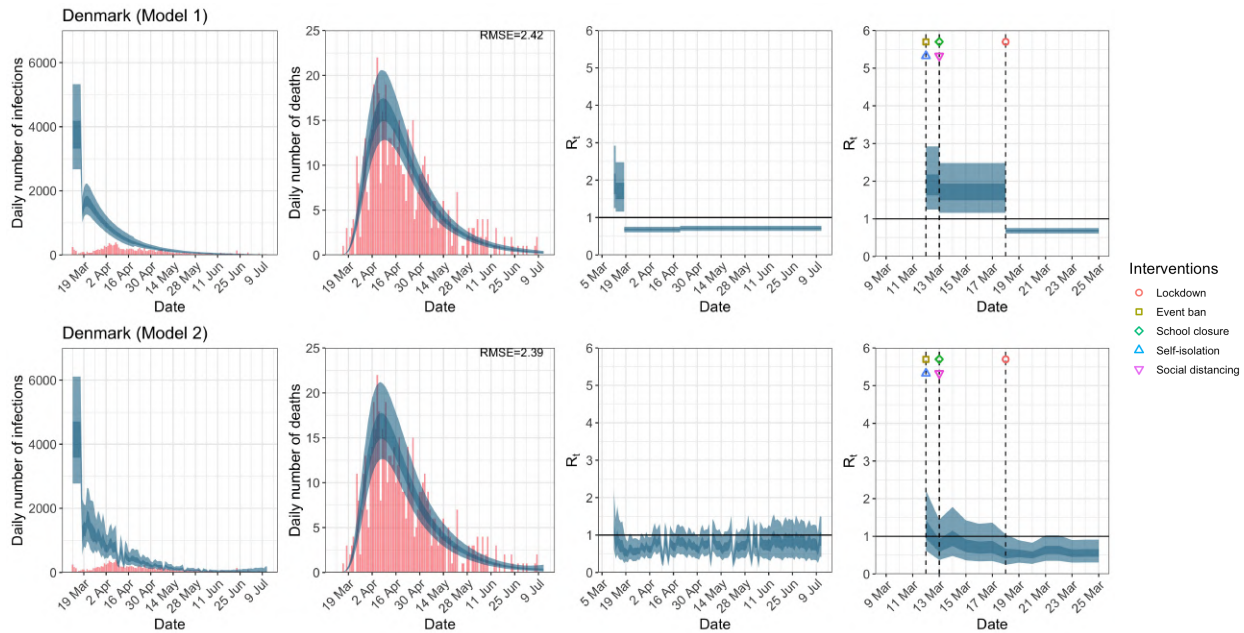 Denmark (Model 1)
Daily number of infections
6000
4000
2000
0
19 Mar
2 Apr
16 Apr
30 Apr
14 May
28 May
11 Jun
25 Jun
9 Jul
Date
RMSE=2.42
Daily number of deaths
25
20
15
10
5
0
19 Mar
2 Apr
16 Apr
30 Apr
14 May
28 May
11 Jun
25 Jun
9 Jul
Date
Rt
6
5
4
3
2
1
0
5 Mar
19 Mar
2 Apr
16 Apr
30 Apr
14 May
28 May
11 Jun
25 Jun
9 Jul
Date
Rt
6
5
4
3
2
1
0
9 Mar
11 Mar
13 Mar
15 Mar
17 Mar
19 Mar
21 Mar
23 Mar
25 Mar
Date
Interventions
Lockdown
Event ban
School closure
Self-isolation
Social distancing
Denmark (Model 2)
Daily number of infections
6000
4000
2000
0
19 Mar
2 Apr
16 Apr
30 Apr
14 May
28 May
11 Jun
25 Jun
9 Jul
Date
RMSE=2.39
Daily number of deaths
25
20
15
10
5
0
19 Mar
2 Apr
16 Apr
30 Apr
14 May
28 May
11 Jun
25 Jun
9 Jul
Date
Rt
6
5
4
3
2
1
0
5 Mar
19 Mar
2 Apr
16 Apr
30 Apr
14 May
28 May
11 Jun
25 Jun
9 Jul
Date
Rt
6
5
4
3
2
1
0
9 Mar
11 Mar
13 Mar
15 Mar
17 Mar
19 Mar
21 Mar
23 Mar
25 Mar
Date